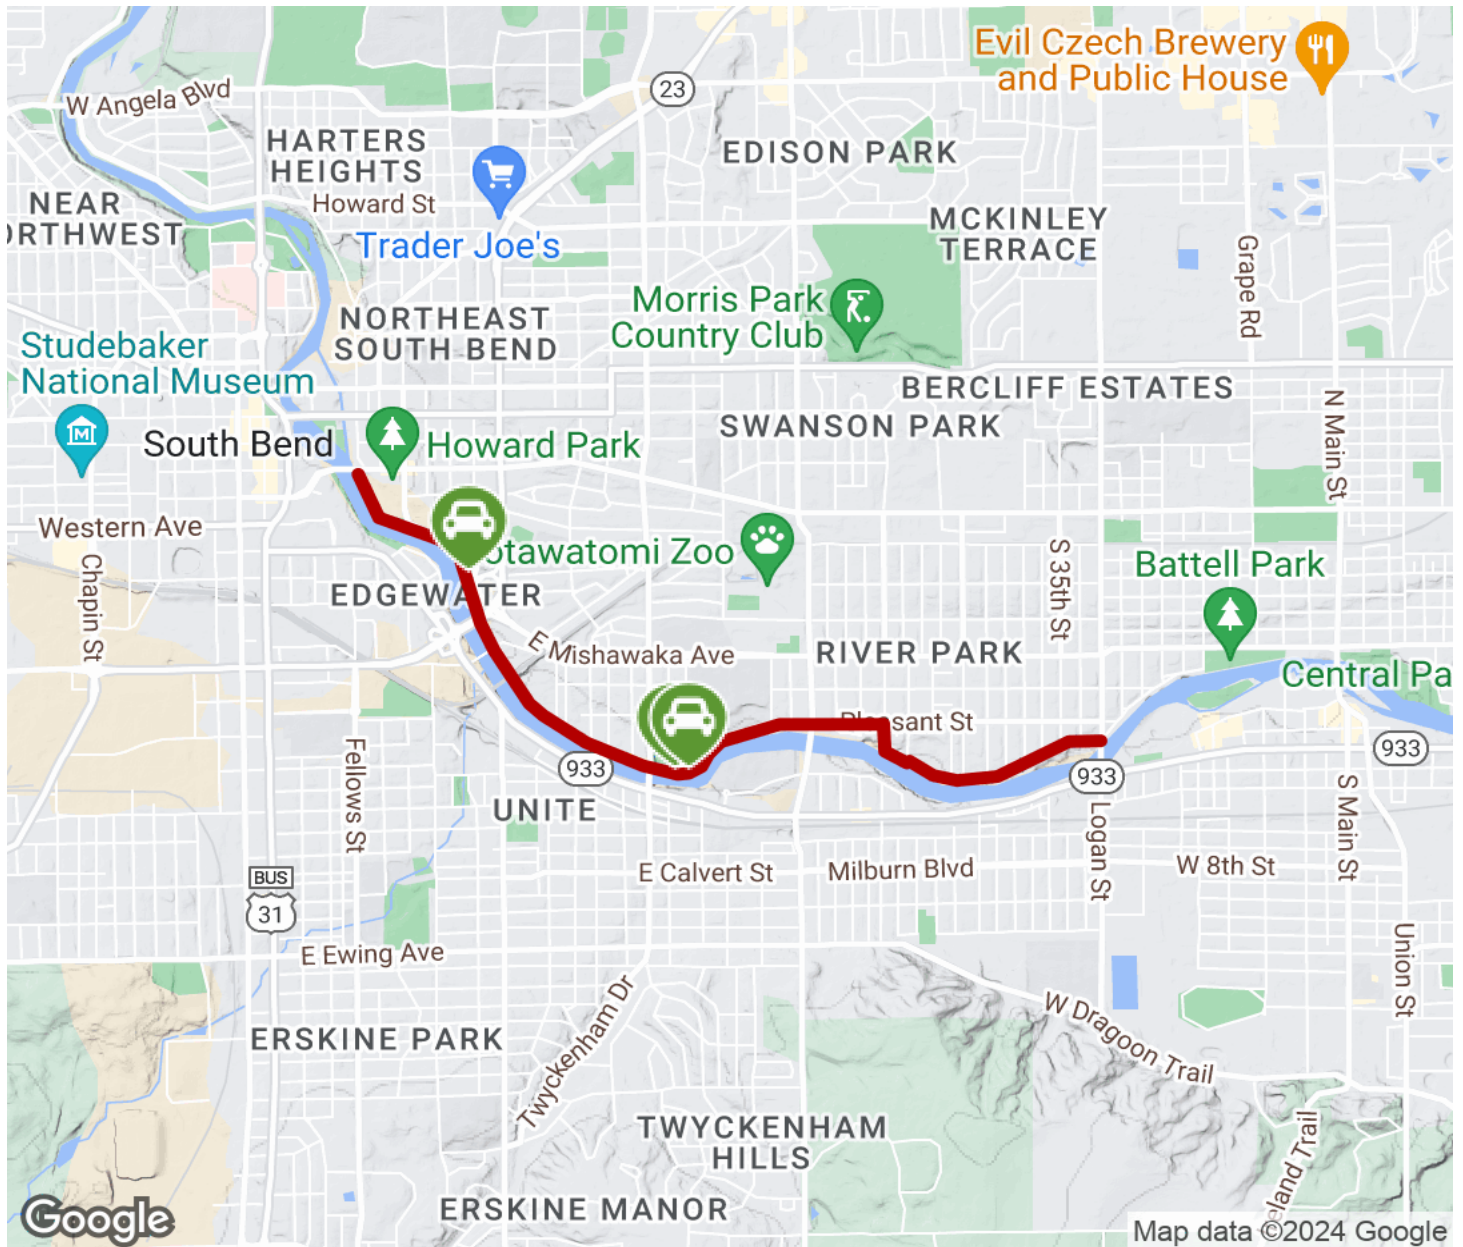 Evil Czech Brewery
and Public House
W Angela Blvd
23
HARTERS
HEIGHTS
EDISON PARK
Howard St
NEAR
ORTHWEST
MCKINLEY
TERRACE
Trader Joe's
Grape Rd
Morris Park
Country Club
NORTHEAST
SOUTH BEND
Studebaker
National Museum
BERCLIFF ESTATES
N Main St
SWANSON PARK
South Bend
Howard Park
Western Ave
otawatomi Zoo
S 35th St
Battell Park
Chapin St
EDGEWATER
E Mishawaka Ave
RIVER PARK
Central Pa
Pleasant St
933
933
933
Fellows St
UNITE
S Main St
Logan St
E Calvert St
Milburn Blvd
W 8th St
BUS
31
E Ewing Ave
Union St
Twyckenham Dr
W Dragoon Trail
ERSKINE PARK
TWYCKENHAM
HILLS
eland Trail
ERSKINE MANOR
Google
Map data ©2024 Google